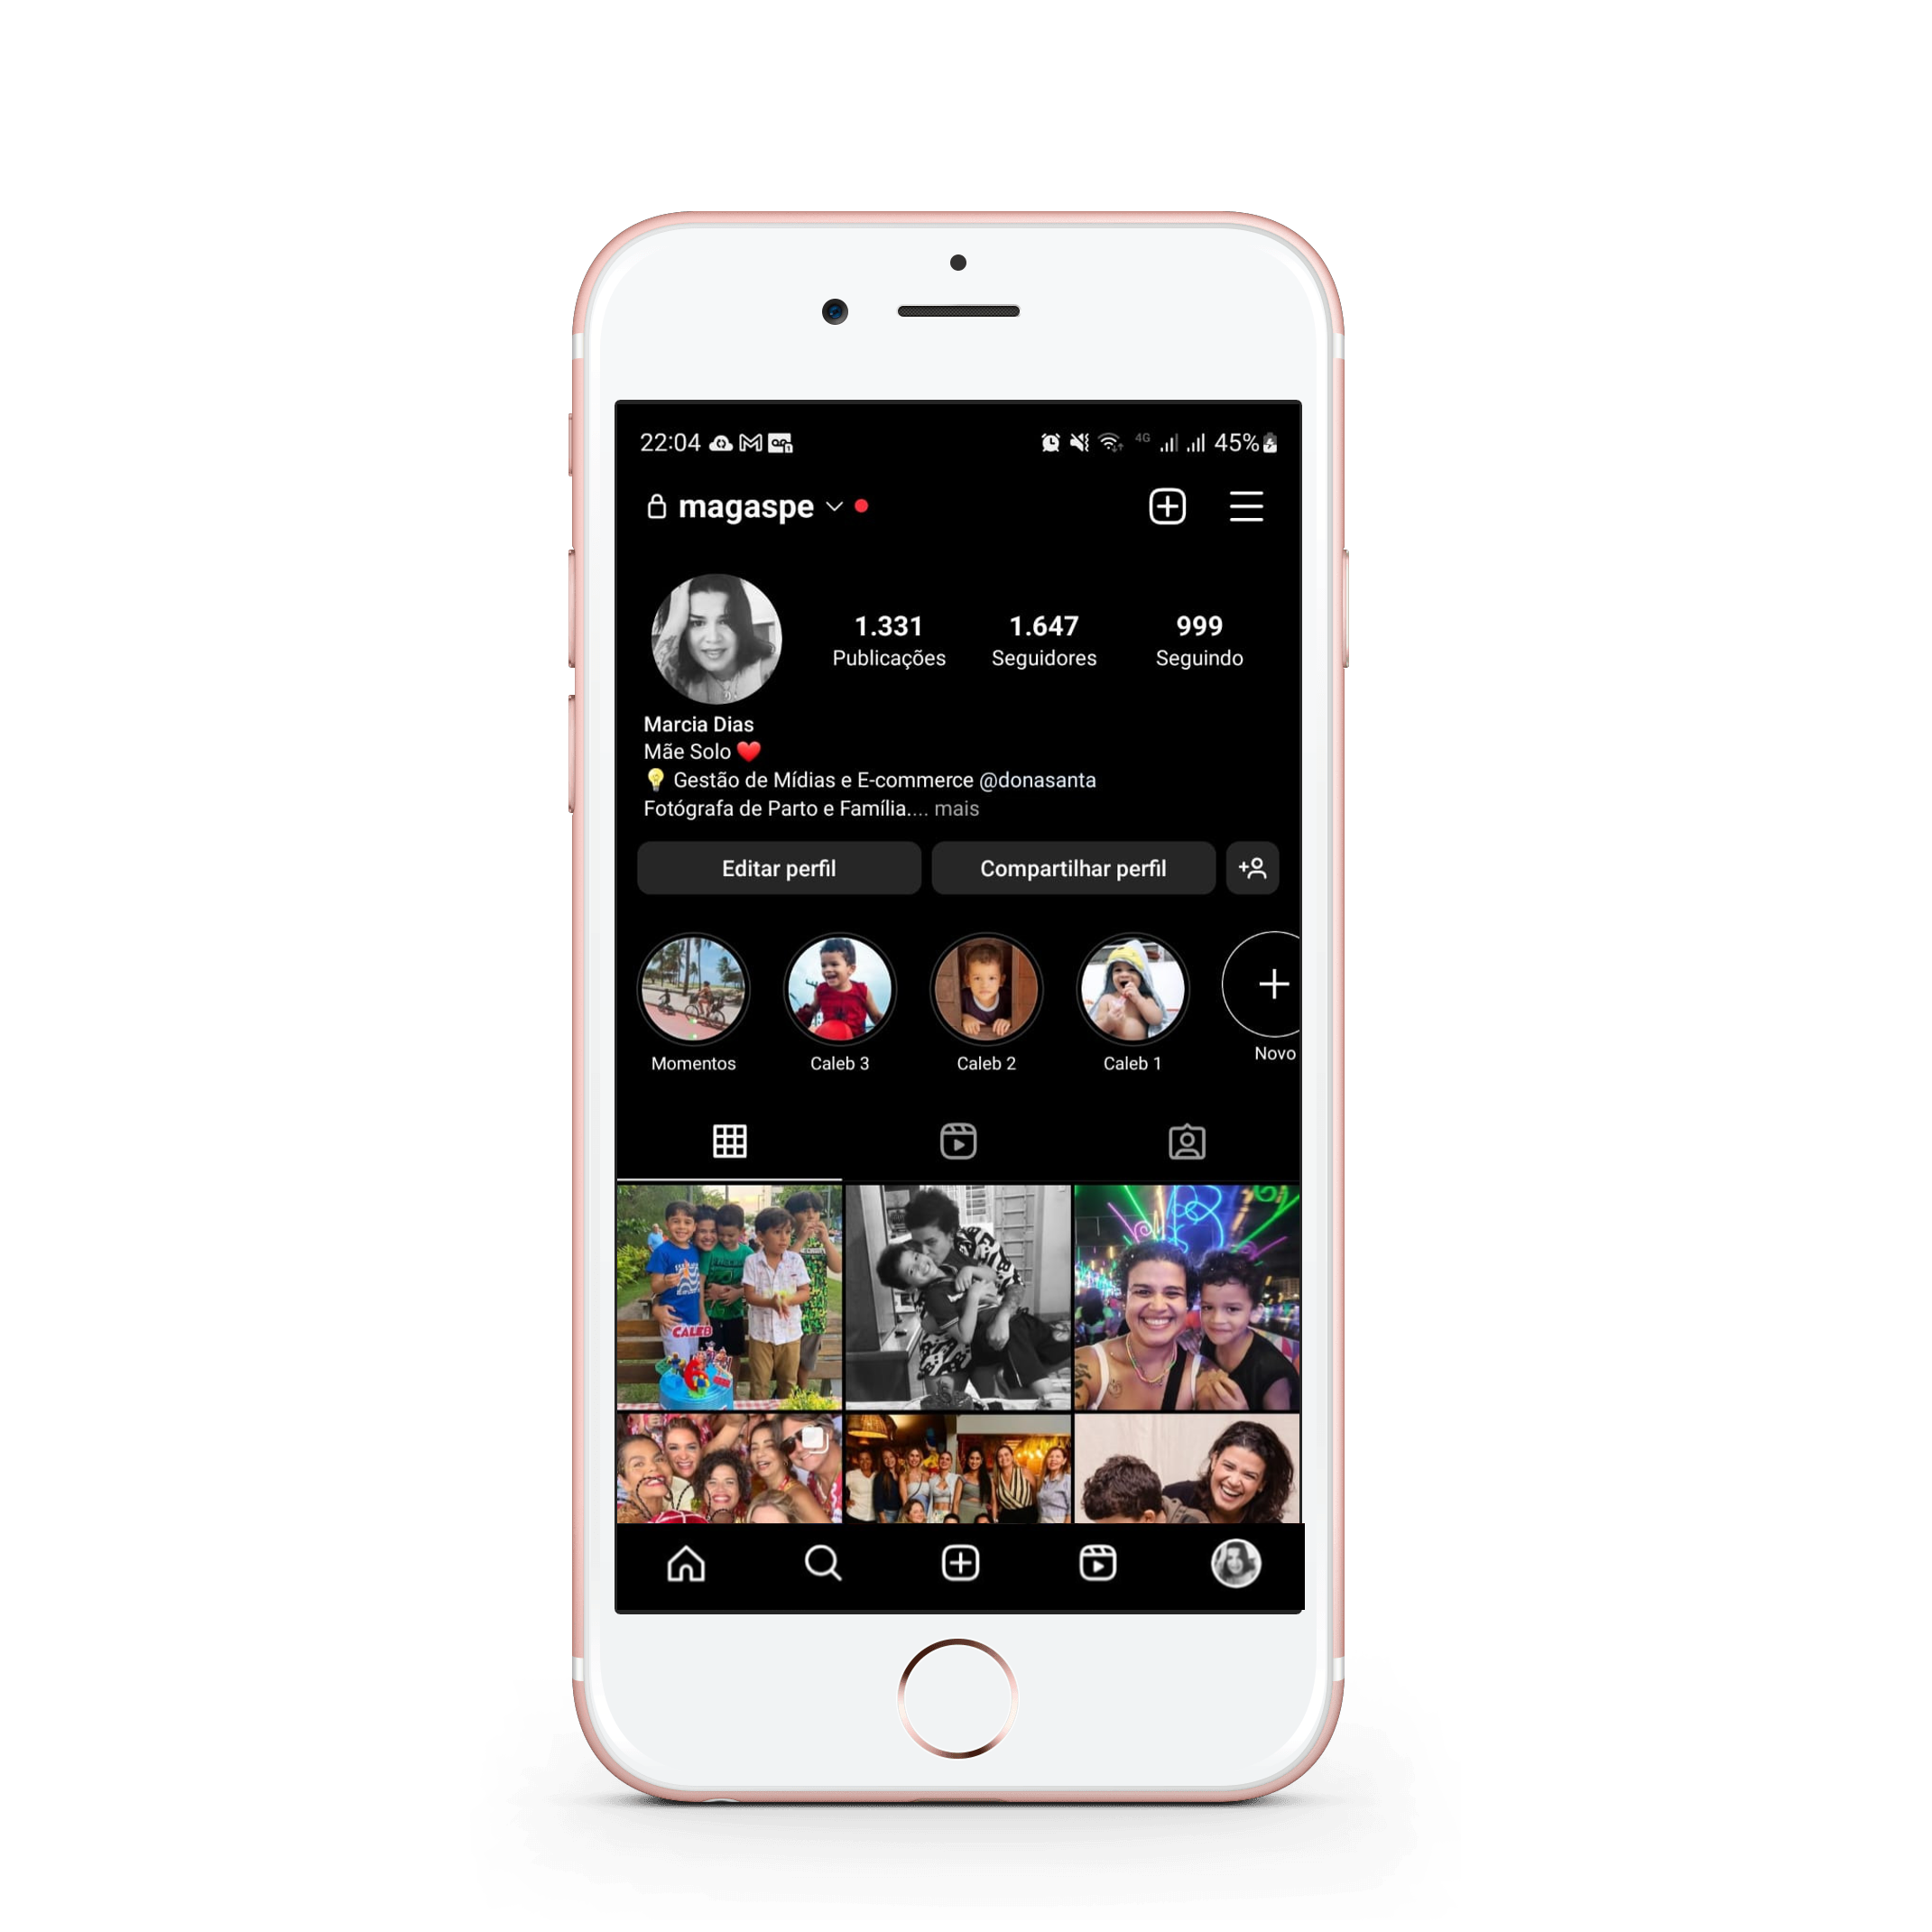 22:04
4G 45%
magaspe
1.331 1.647 999
Publicações Seguidores Seguindo
Marcia Dias
Mãe Solo ❤️
💡 Gestão de Mídias e E-commerce @donasanta
Fotógrafa de Parto e Família.... mais
Editar perfil Compartilhar perfil
Momentos Caleb 3 Caleb 2 Caleb 1 Novo
CALEB